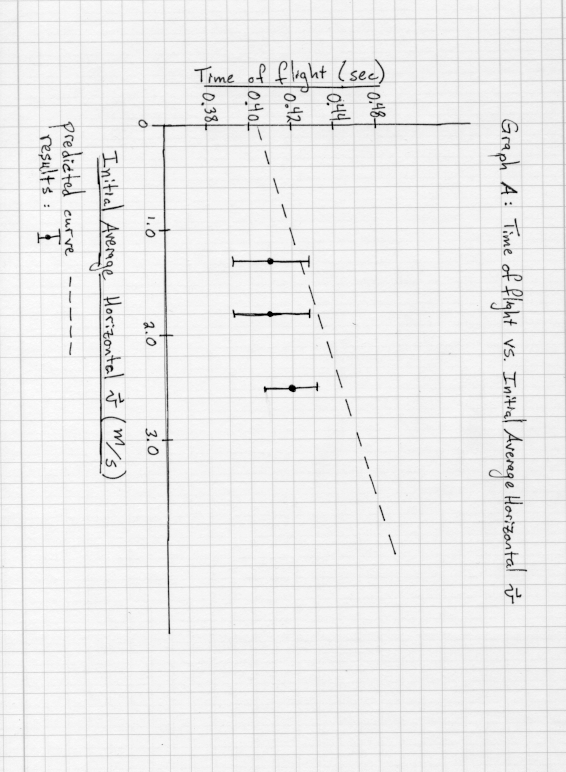 Graph A: Time of flight vs. Initial Average Horizontal v⃗
Time of flight (sec)
0.48
0.44
0.42
0.40
0.38
0
1.0
2.0
3.0
Initial Average Horizontal v⃗ (m/s)
Predicted curve -----
results: